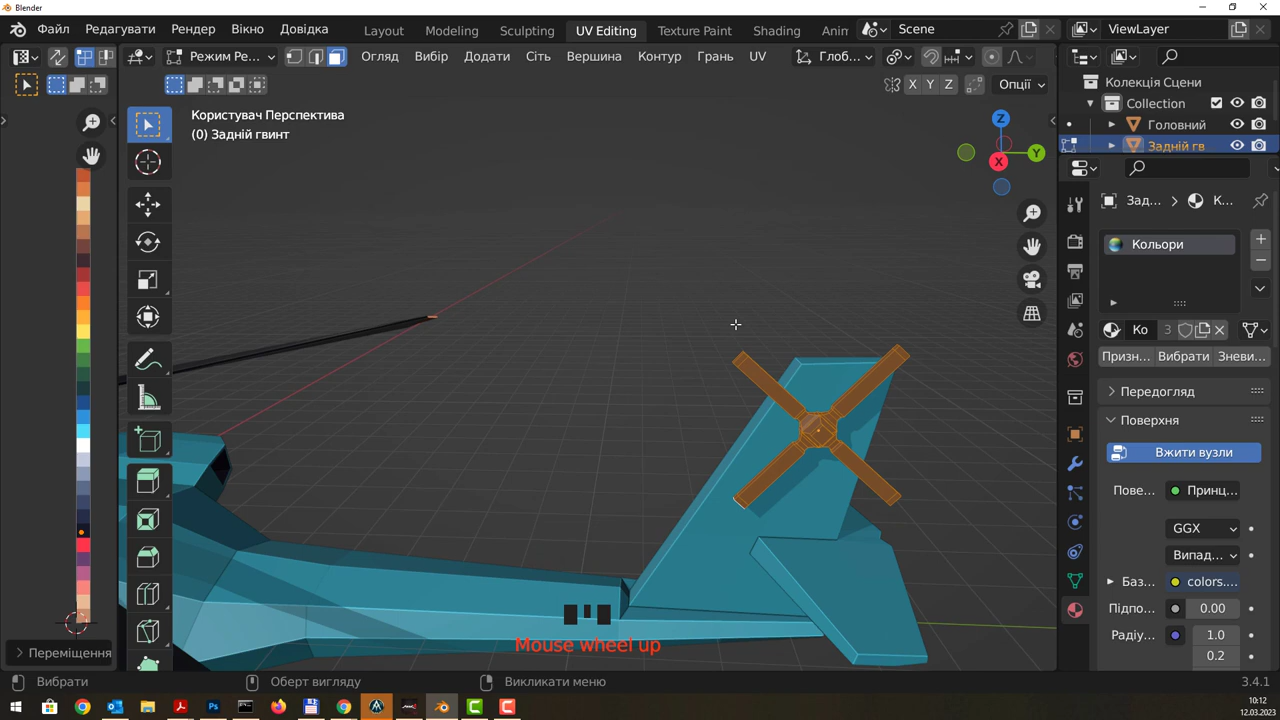 Blender
Файл Редагувати Рендер Вікно Довідка Layout Modeling Sculpting UV Editing Texture Paint Shading Anim Scene ViewLayer
Режим Ре... Огляд Вибір Додати Сіть Вершина Контур Грань UV Глоб...
X Y Z Опції
Колекція Сцени
Collection
Головний
Задній гв
Користувач Перспектива
(0) Задній гвинт
Z
Y
X
Зад... К...
Кольори
Ко 3
Призн... Вибрати Зневи...
Передогляд
Поверхня
Вжити вузли
Пове... Принц...
GGX
Випад...
Баз... colors....
Підпо... 0.00
Радіу... 1.0
0.2
Mouse wheel up
Переміщення
Вибрати Оберт вигляду Викликати меню 3.4.1
10:12
12.03.2023